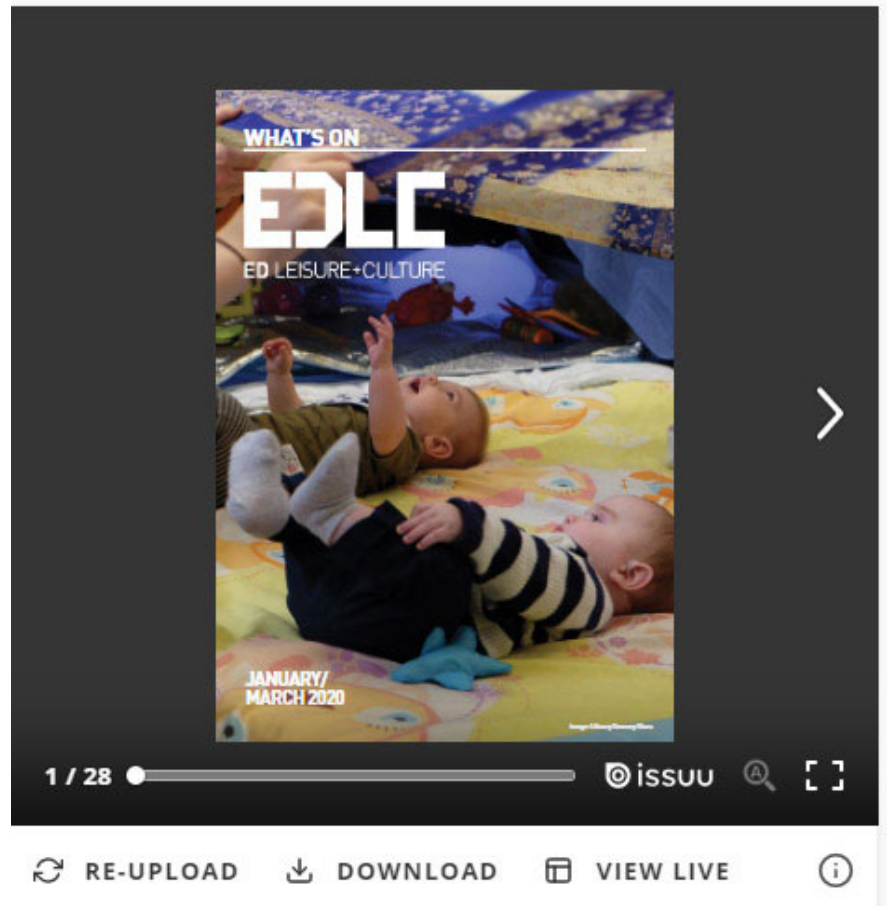 WHAT'S ON
EDLC
ED LEISURE+CULTURE
JANUARY/
MARCH 2020
1 / 28
issuu
RE-UPLOAD
DOWNLOAD
VIEW LIVE